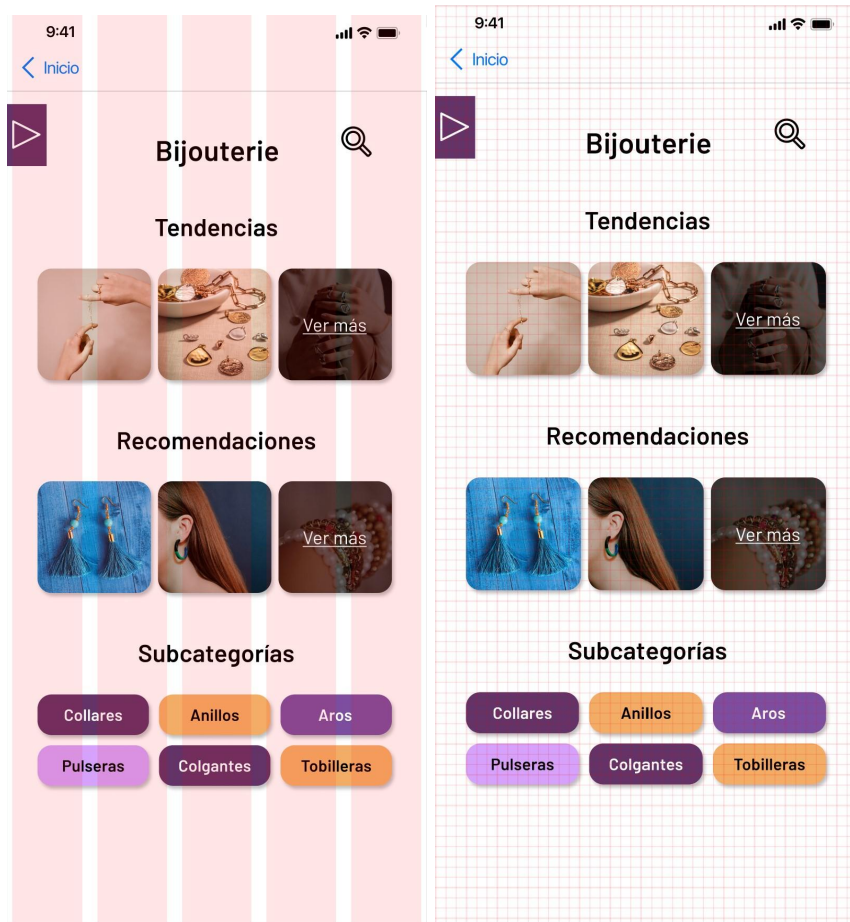 9:41
Inicio
Bijouterie
Tendencias
Ver más
Recomendaciones
Ver más
Subcategorías
Collares
Anillos
Aros
Pulseras
Colgantes
Tobilleras
9:41
Inicio
Bijouterie
Tendencias
Ver más
Recomendaciones
Ver más
Subcategorías
Collares
Anillos
Aros
Pulseras
Colgantes
Tobilleras